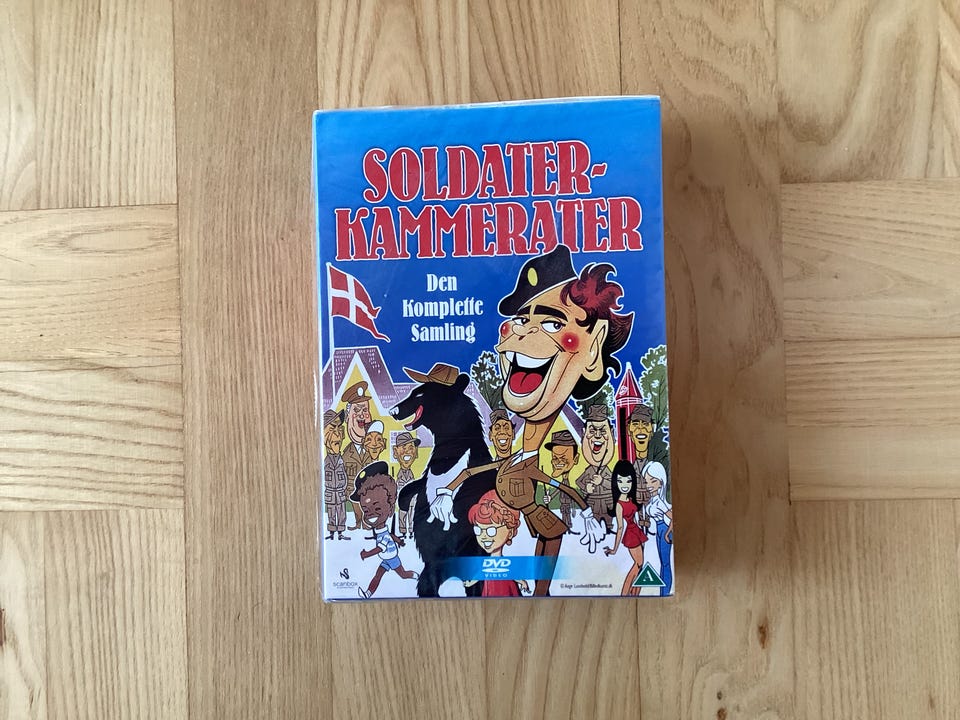 SOLDATER-
KAMMERATER
Den
Komplette
Samling
DVD
VIDEO
scanbox
A